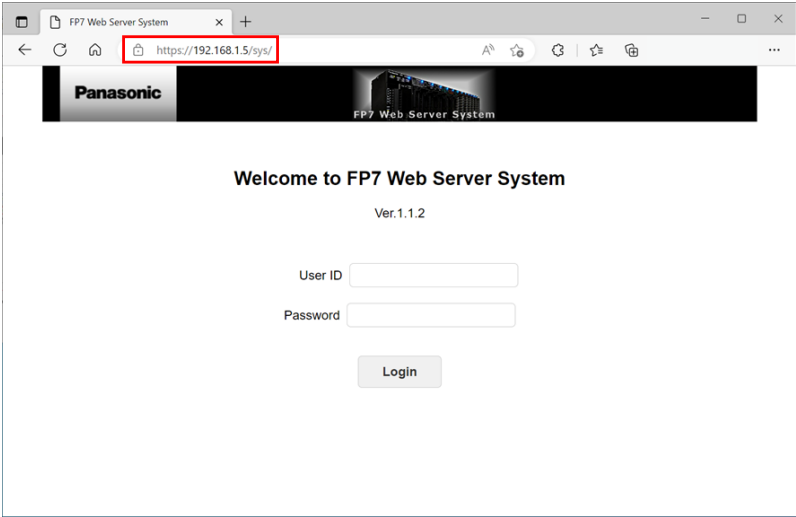 FP7 Web Server System
https://192.168.1.5/sys/
Panasonic
FP7 Web Server System
Welcome to FP7 Web Server System
Ver.1.1.2
User ID
Password
Login